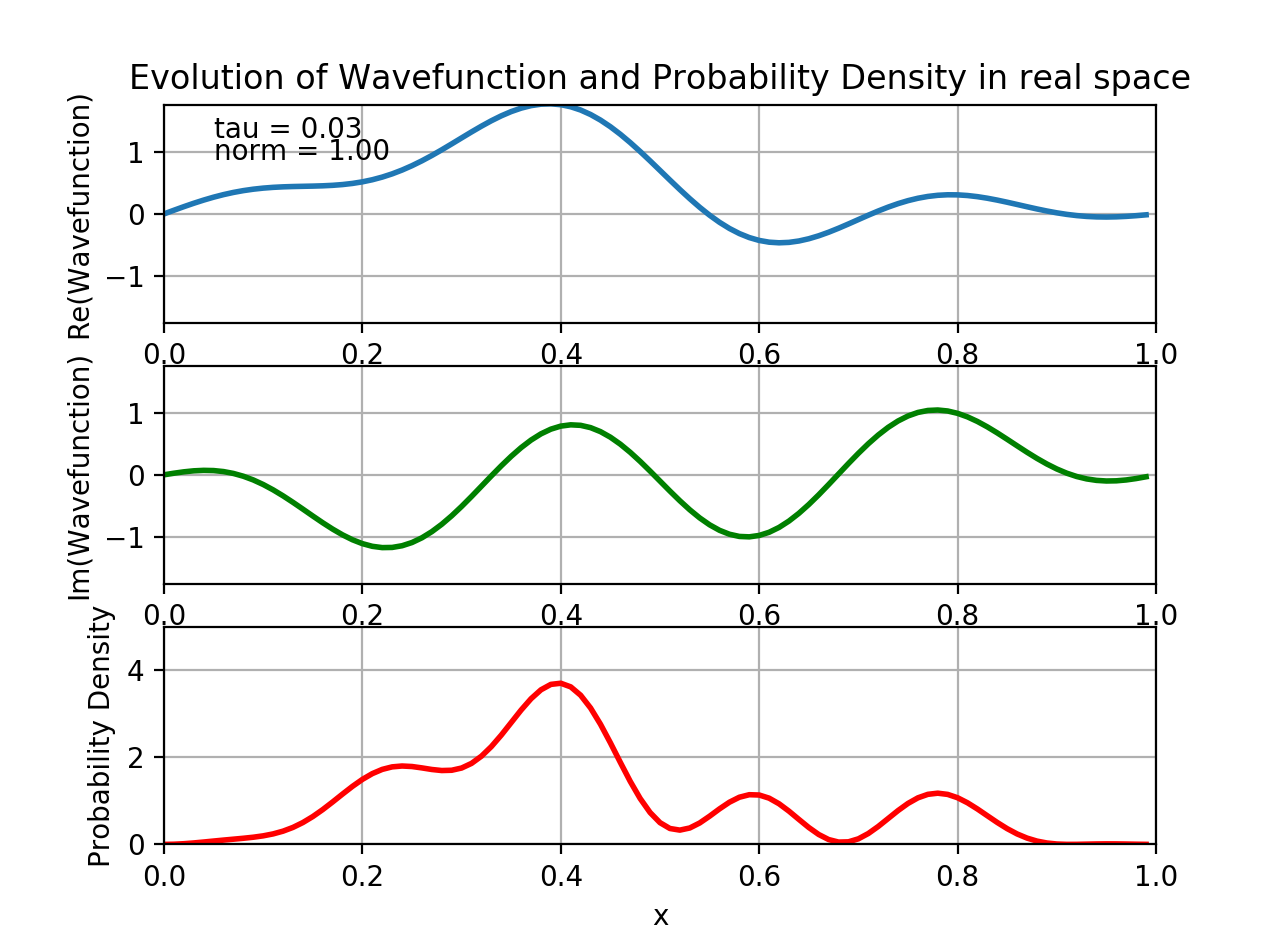 Evolution of Wavefunction and Probability Density in real space
Re(Wavefunction)
1
0
−1
tau = 0.03
norm = 1.00
0.0 0.2 0.4 0.6 0.8 1.0
Im(Wavefunction)
1
0
−1
0.0 0.2 0.4 0.6 0.8 1.0
Probability Density
4
2
0
0.0 0.2 0.4 0.6 0.8 1.0
x